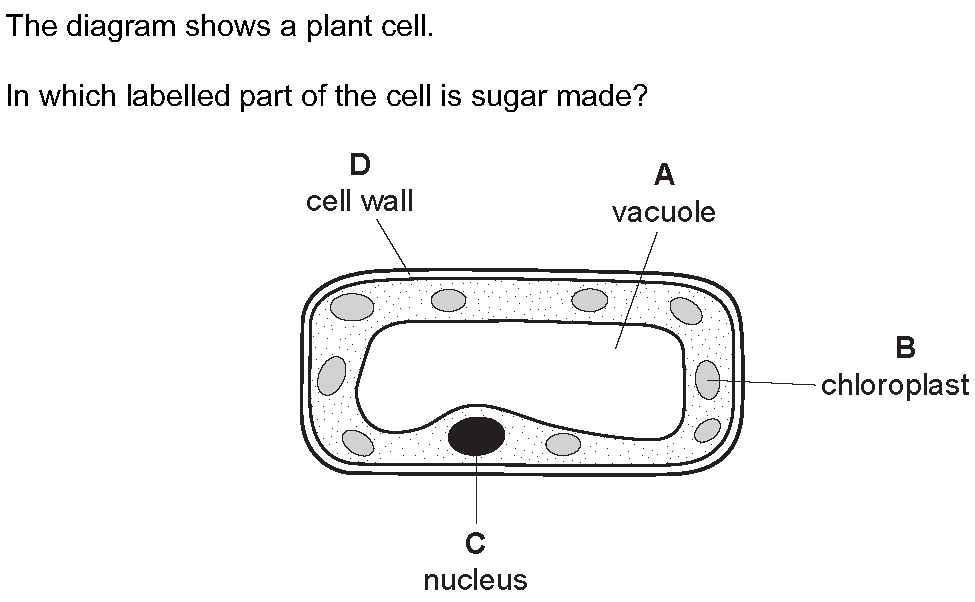 The diagram shows a plant cell.
In which labelled part of the cell is sugar made?
D
cell wall
A
vacuole
B
chloroplast
C
nucleus